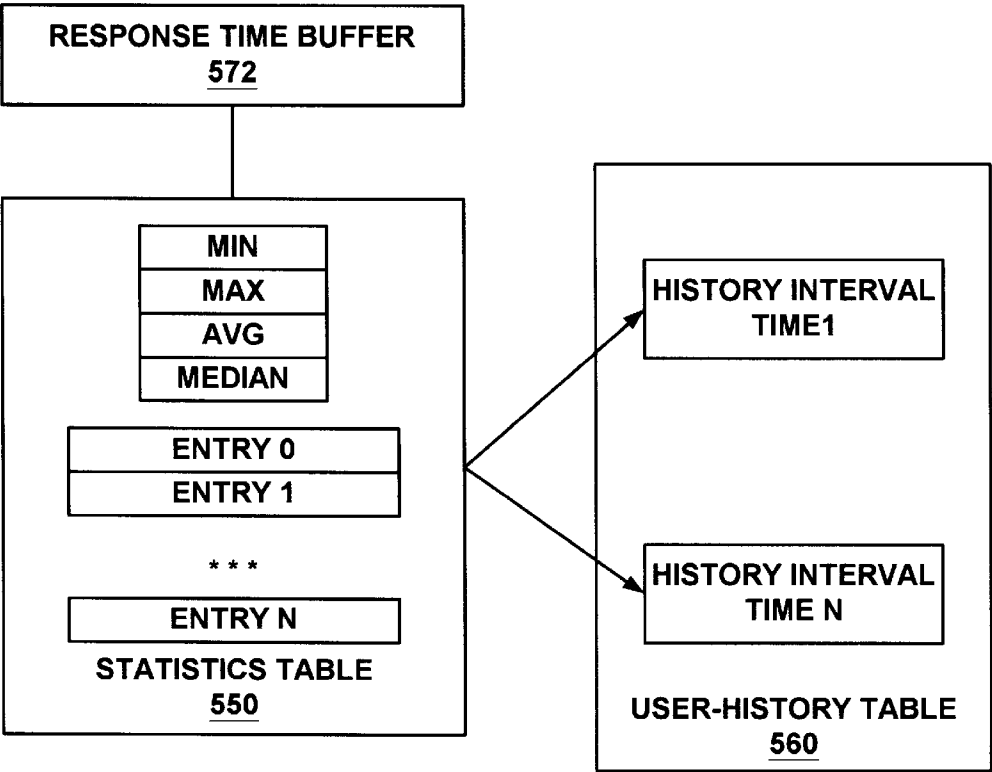 RESPONSE TIME BUFFER
572
MIN
MAX
AVG
MEDIAN
ENTRY 0
ENTRY 1
* * *
ENTRY N
STATISTICS TABLE
550
HISTORY INTERVAL
TIME1
HISTORY INTERVAL
TIME N
USER-HISTORY TABLE
560